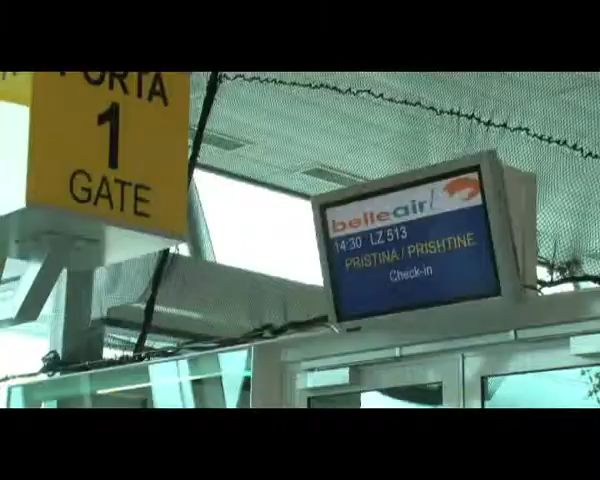 PORTA
1
GATE
belleair
14:30 LZ 513
PRISTINA / PRISHTINE
Check-in